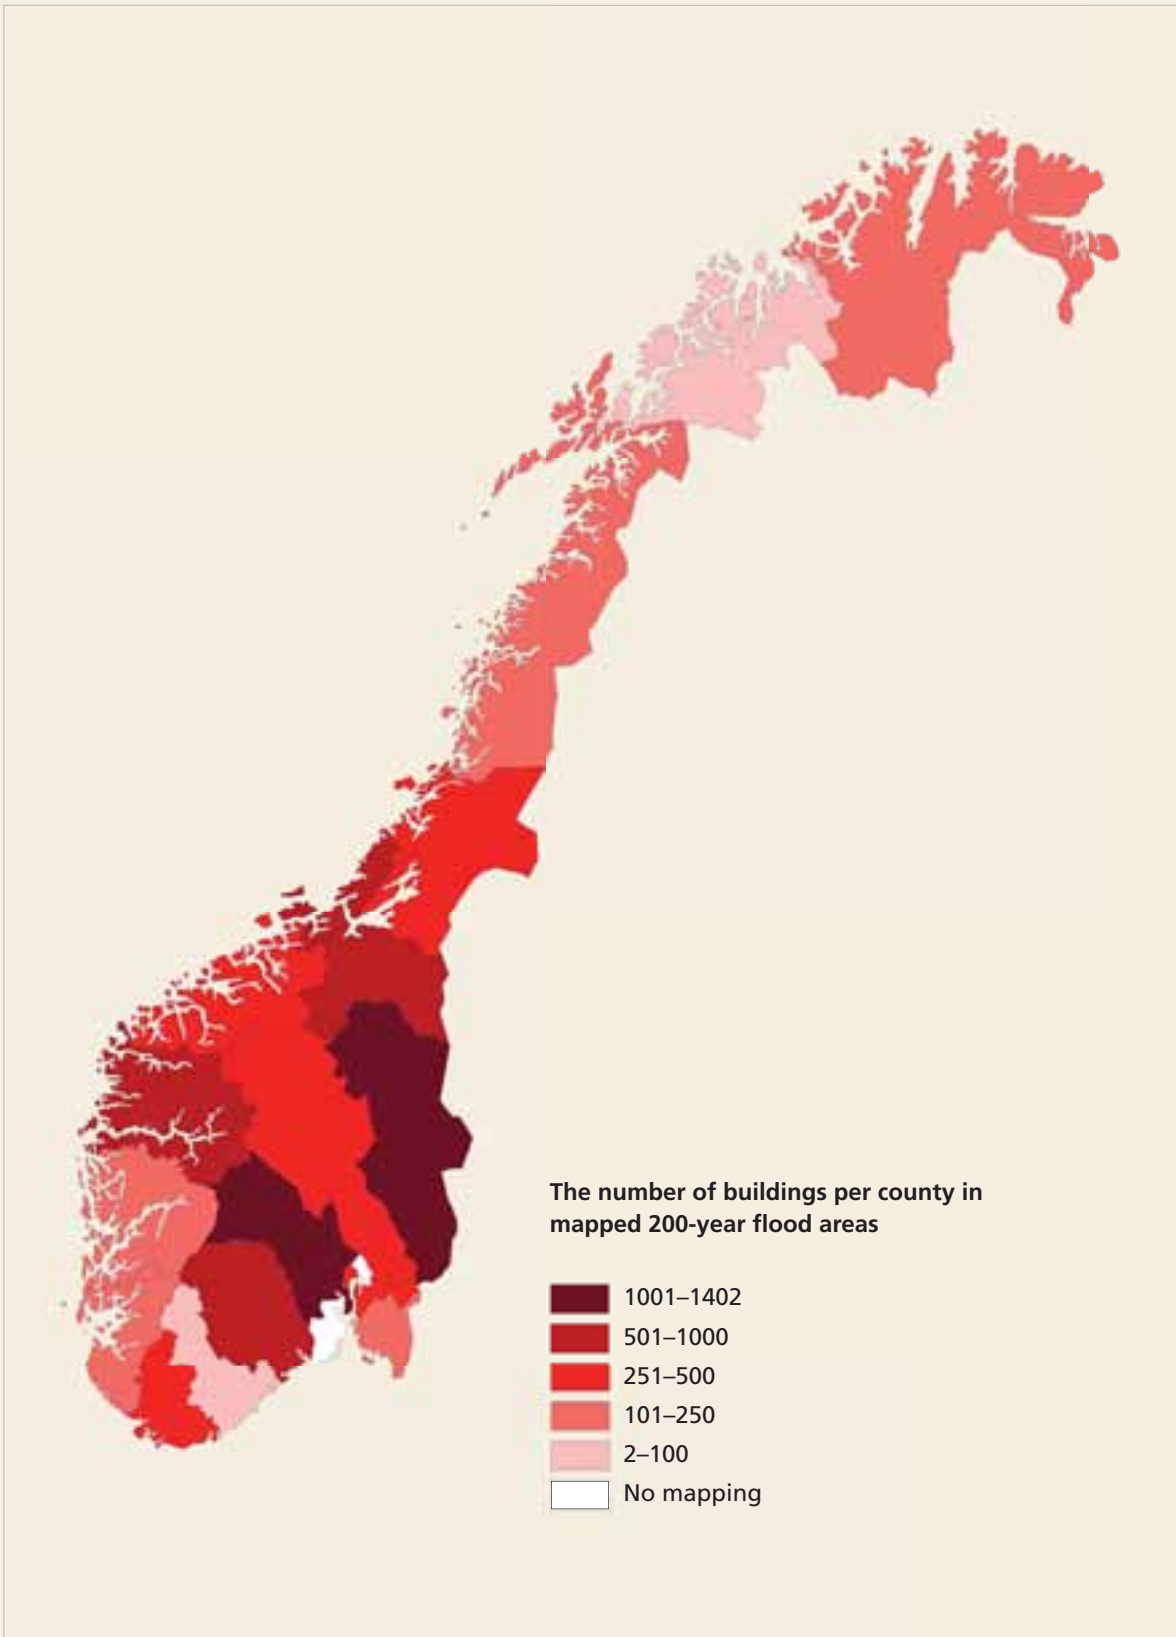 The number of buildings per county in
mapped 200-year flood areas
1001–1402
501–1000
251–500
101–250
2–100
No mapping